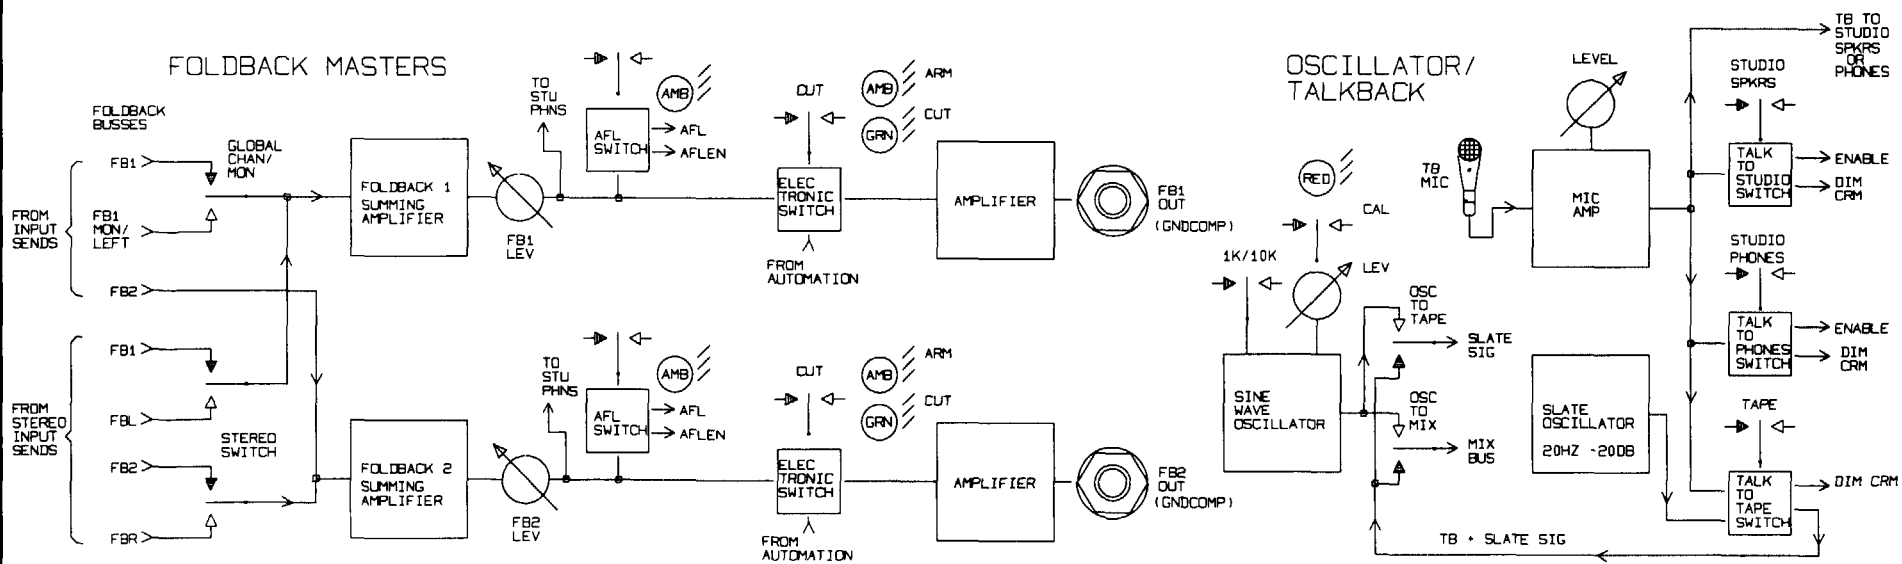 FOLDBACK MASTERS
FOLDBACK
BUSSES
FB1
GLOBAL
CHAN/
MON
FROM
INPUT
SENDS
FB1
MON/
LEFT
FB2
FB1
FROM
STEREO
INPUT
SENDS
FBL
FB2
STEREO
SWITCH
FBR
FOLDBACK 1
SUMMING
AMPLIFIER
FB1
LEV
TO
STU
PHNS
AFL
SWITCH
AMB
AFL
AFLEN
CUT
AMB
ARM
GRN
CUT
ELEC
TRONIC
SWITCH
FROM
AUTOMATION
AMPLIFIER
FB1
OUT
(GNDCOMP)
FOLDBACK 2
SUMMING
AMPLIFIER
FB2
LEV
TO
STU
PHNS
AFL
SWITCH
AMB
AFL
AFLEN
CUT
AMB
ARM
GRN
CUT
ELEC
TRONIC
SWITCH
FROM
AUTOMATION
AMPLIFIER
FB2
OUT
(GNDCOMP)
OSCILLATOR/
TALKBACK
RED
CAL
1K/10K
LEV
SINE
WAVE
OSCILLATOR
OSC
TO
TAPE
SLATE
SIG
OSC
TO
MIX
MIX
BUS
TB
MIC
LEVEL
MIC
AMP
SLATE
OSCILLATOR
20HZ -20DB
TB + SLATE SIG
TB TO
STUDIO
SPKRS
OR
PHONES
STUDIO
SPKRS
TALK
TO
STUDIO
SWITCH
ENABLE
DIM
CRM
STUDIO
PHONES
TALK
TO
PHONES
SWITCH
ENABLE
DIM
CRM
TAPE
TALK
TO
TAPE
SWITCH
DIM CRM